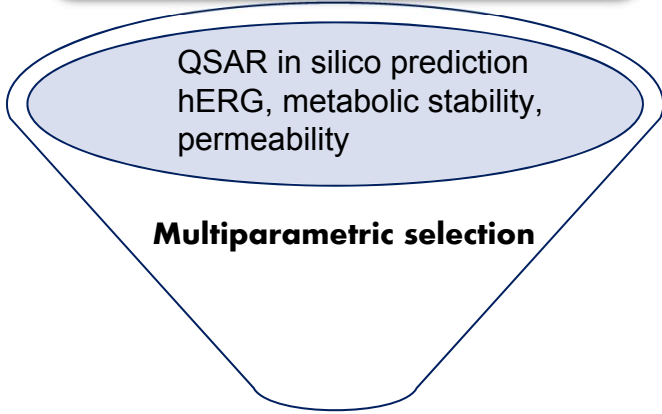 QSAR in silico prediction
hERG, metabolic stability,
permeability
Multiparametric selection